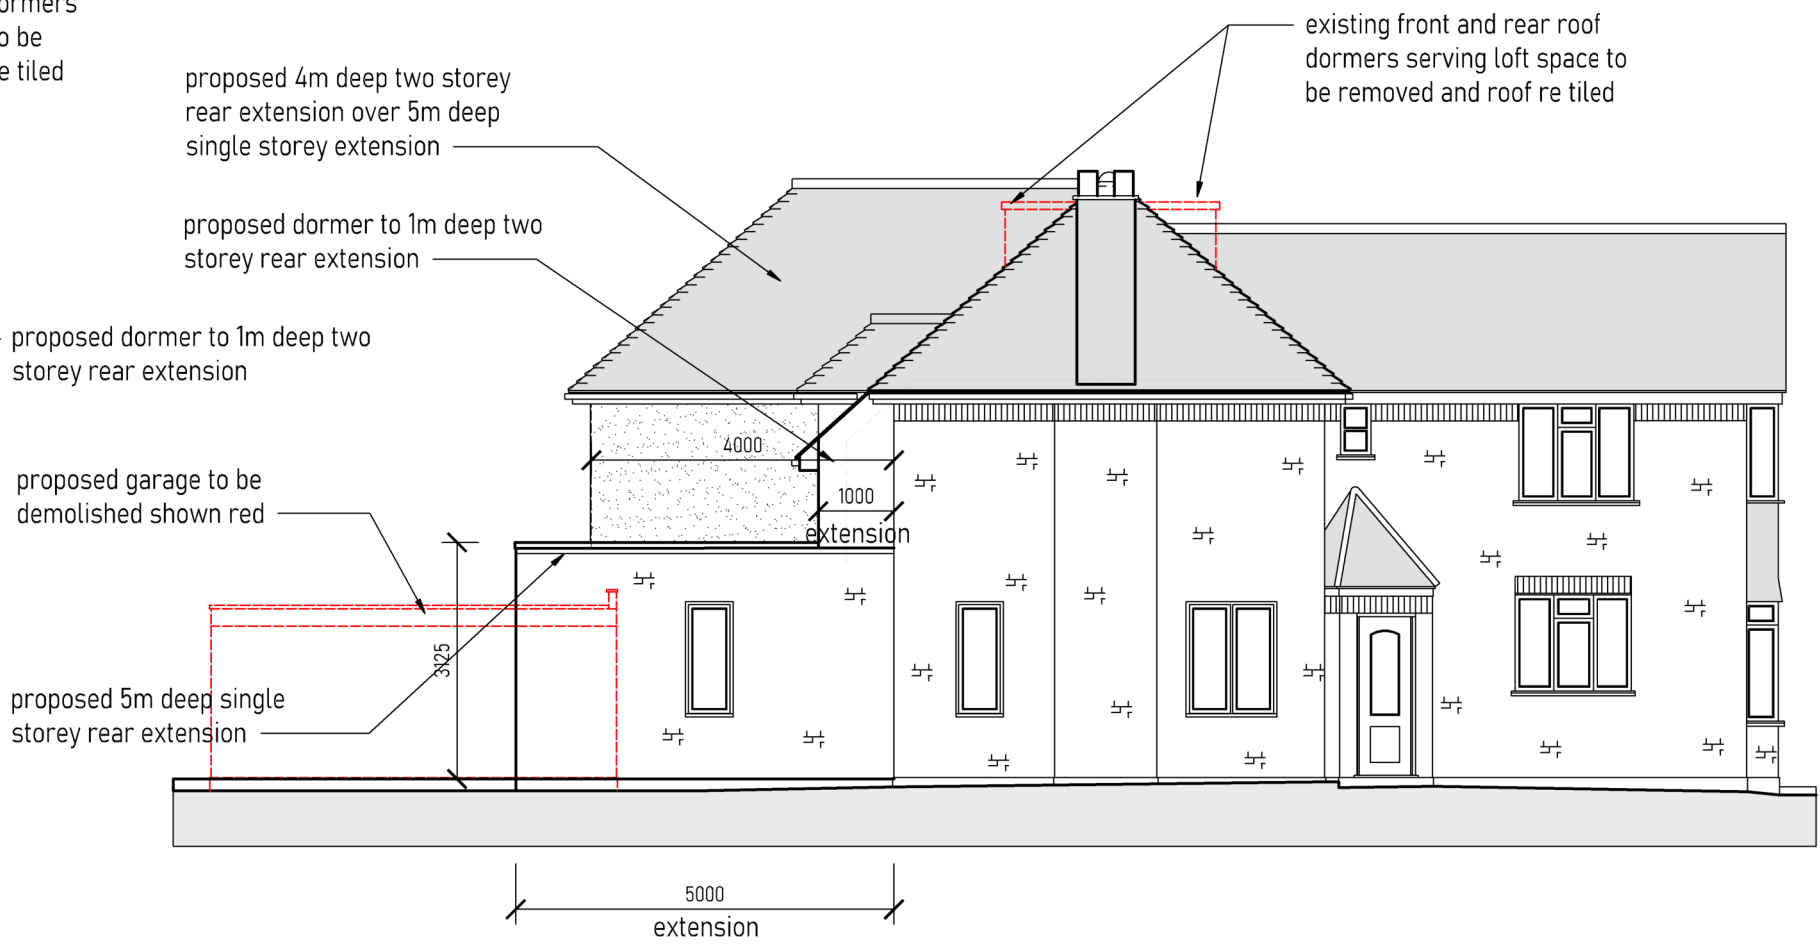 ormers
o be
e tiled
existing front and rear roof
dormers serving loft space to
be removed and roof re tiled
proposed 4m deep two storey
rear extension over 5m deep
single storey extension
proposed dormer to 1m deep two
storey rear extension
proposed dormer to 1m deep two
storey rear extension
4000
proposed garage to be
demolished shown red
1000
extension
3125
proposed 5m deep single
storey rear extension
5000
extension